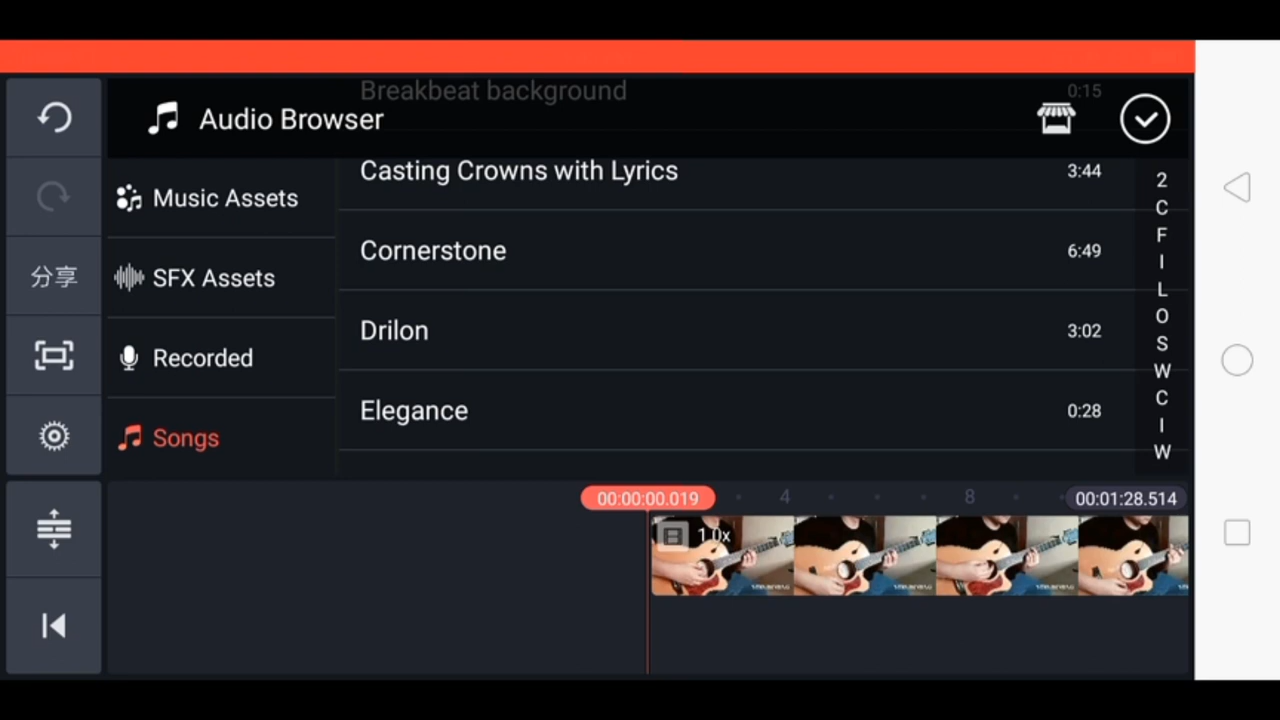 Breakbeat background 0:15
Audio Browser
Music Assets
SFX Assets
Recorded
Songs
分享
Casting Crowns with Lyrics 3:44
Cornerstone 6:49
Drilon 3:02
Elegance 0:28
2
C
F
I
L
O
S
W
C
I
W
00:00:00.019
4
8
00:01:28.514
1.0x